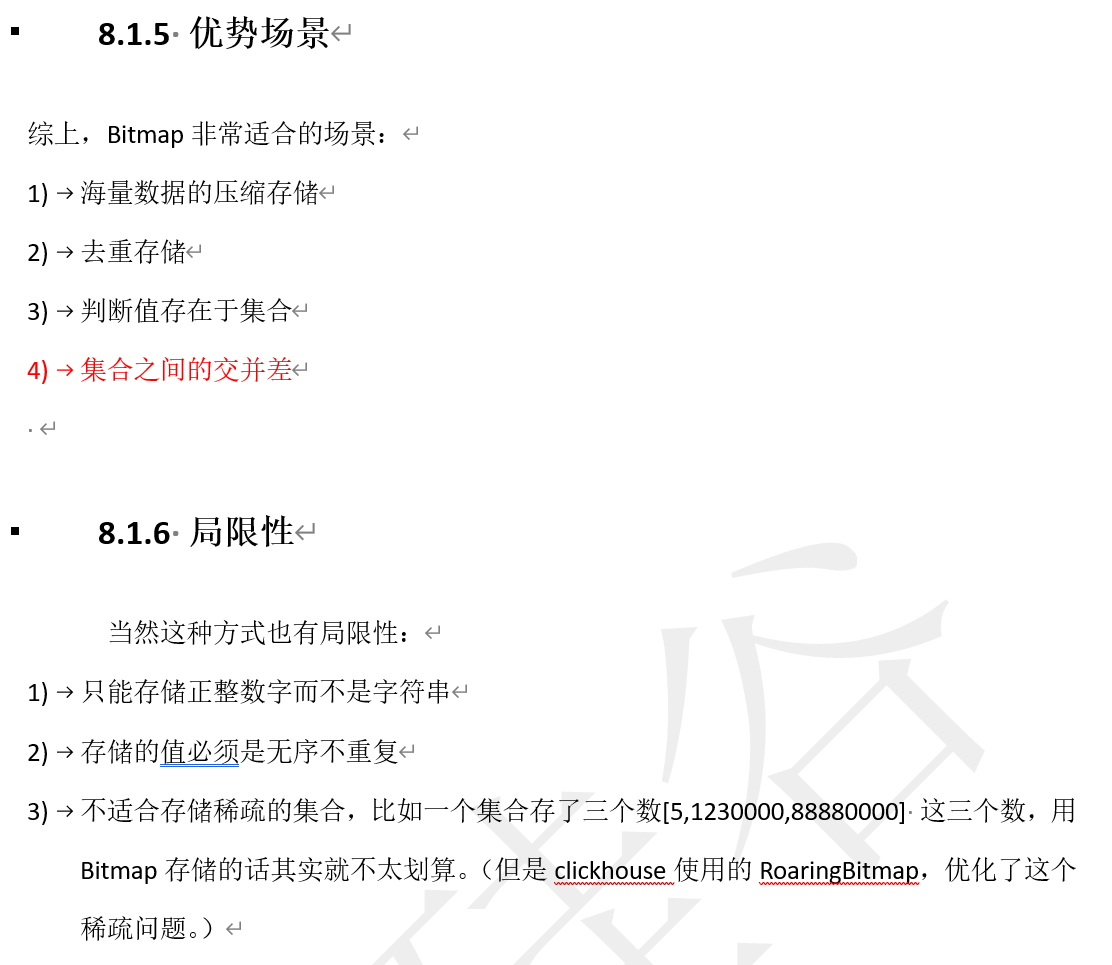 8.1.5 优势场景
综上，Bitmap 非常适合的场景：
1) 海量数据的压缩存储
2) 去重存储
3) 判断值存在于集合
4) 集合之间的交并差
8.1.6 局限性
当然这种方式也有局限性：
1) 只能存储正整数字而不是字符串
2) 存储的值必须是无序不重复
3) 不适合存储稀疏的集合，比如一个集合存了三个数[5,1230000,88880000] 这三个数，用
Bitmap 存储的话其实就不太划算。（但是 clickhouse 使用的 RoaringBitmap，优化了这个
稀疏问题。）